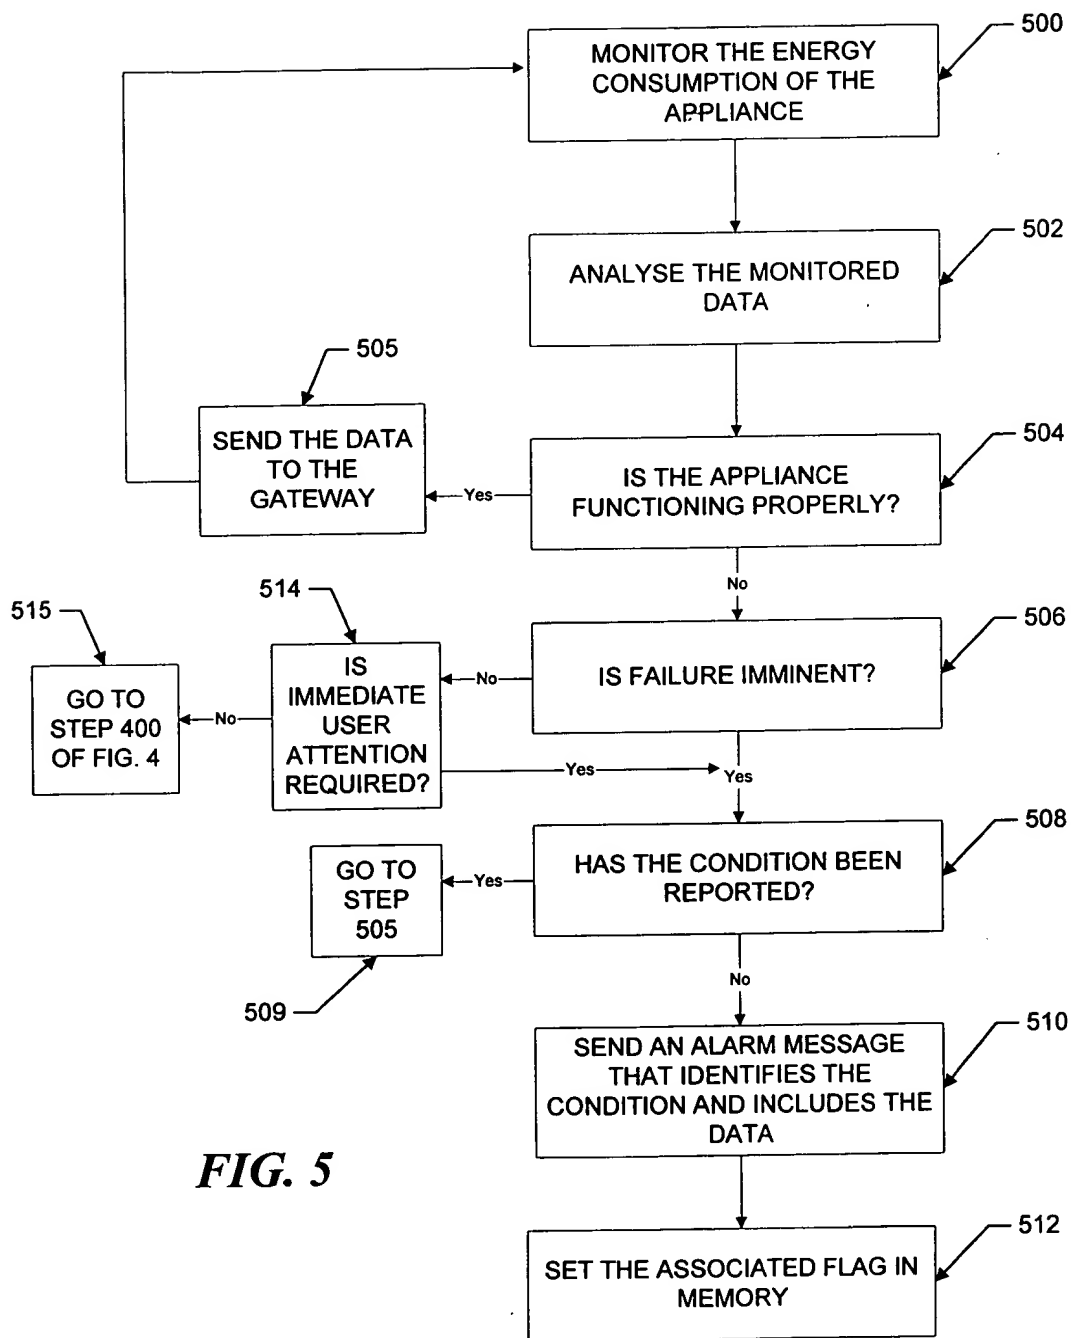 500
MONITOR THE ENERGY
CONSUMPTION OF THE
APPLIANCE
502
ANALYSE THE MONITORED
DATA
505
SEND THE DATA
TO THE
GATEWAY
504
IS THE APPLIANCE
FUNCTIONING PROPERLY?
Yes
No
514
515
506
IS
IMMEDIATE
USER
ATTENTION
REQUIRED?
IS FAILURE IMMINENT?
No
GO TO
STEP 400
OF FIG. 4
No
Yes
Yes
508
HAS THE CONDITION BEEN
REPORTED?
GO TO
STEP
505
Yes
509
No
510
SEND AN ALARM MESSAGE
THAT IDENTIFIES THE
CONDITION AND INCLUDES THE
DATA
FIG. 5
512
SET THE ASSOCIATED FLAG IN
MEMORY